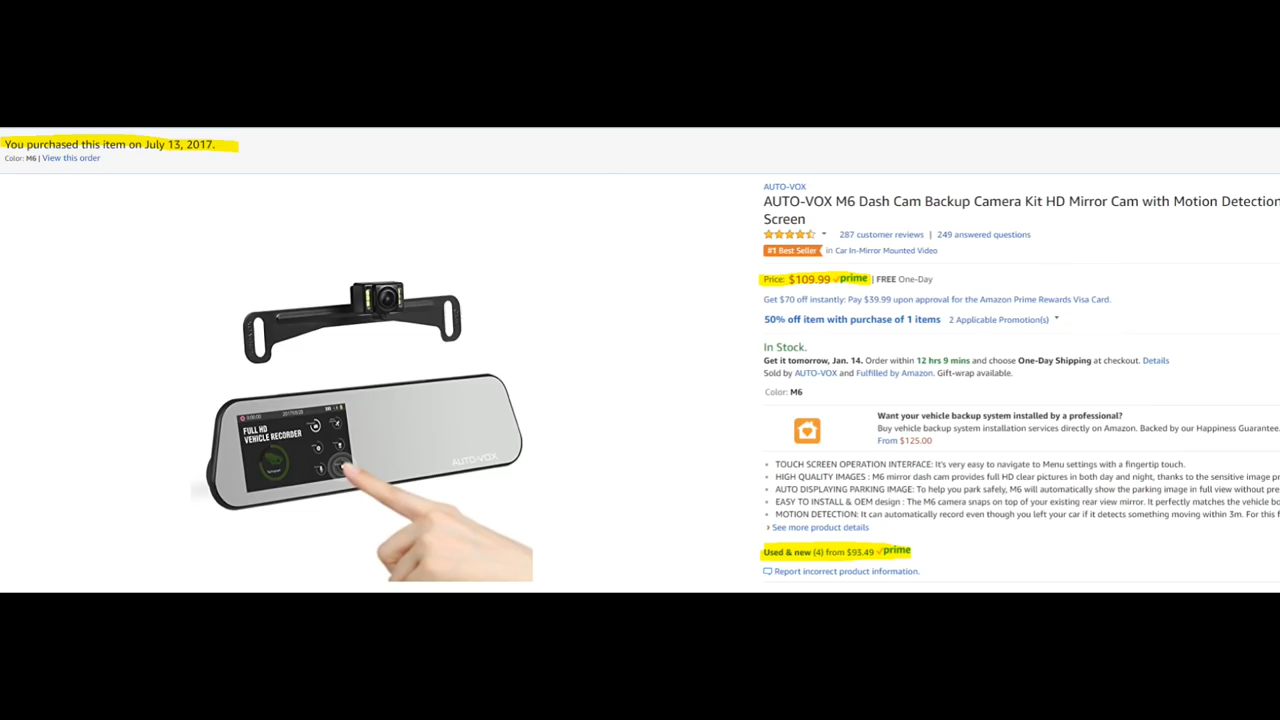 You purchased this item on July 13, 2017.
Color: M6 | View this order
AUTO-VOX
AUTO-VOX M6 Dash Cam Backup Camera Kit HD Mirror Cam with Motion Detection
Screen
287 customer reviews | 249 answered questions
#1 Best Seller in Car In-Mirror Mounted Video
Price: $109.99 prime | FREE One-Day
Get $70 off instantly: Pay $39.99 upon approval for the Amazon Prime Rewards Visa Card.
50% off item with purchase of 1 items 2 Applicable Promotion(s)
In Stock.
Get it tomorrow, Jan. 14. Order within 12 hrs 9 mins and choose One-Day Shipping at checkout. Details
Sold by AUTO-VOX and Fulfilled by Amazon. Gift-wrap available.
Color: M6
Want your vehicle backup system installed by a professional?
Buy vehicle backup system installation services directly on Amazon. Backed by our Happiness Guarantee.
From $125.00
TOUCH SCREEN OPERATION INTERFACE: It's very easy to navigate to Menu settings with a fingertip touch.
HIGH QUALITY IMAGES : M6 mirror dash cam provides full HD clear pictures in both day and night, thanks to the sensitive image
AUTO DISPLAYING PARKING IMAGE: To help you park safely, M6 will automatically show the parking image in full view without
EASY TO INSTALL & OEM design : The M6 camera snaps on top of your existing rear view mirror. It perfectly matches the vehicle
MOTION DETECTION: It can automatically record even though you left your car if it detects something moving within 3m. For this
› See more product details
Used & new (4) from $93.49 prime
Report incorrect product information.
FULL HD
VEHICLE RECORDER
AUTO-VOX